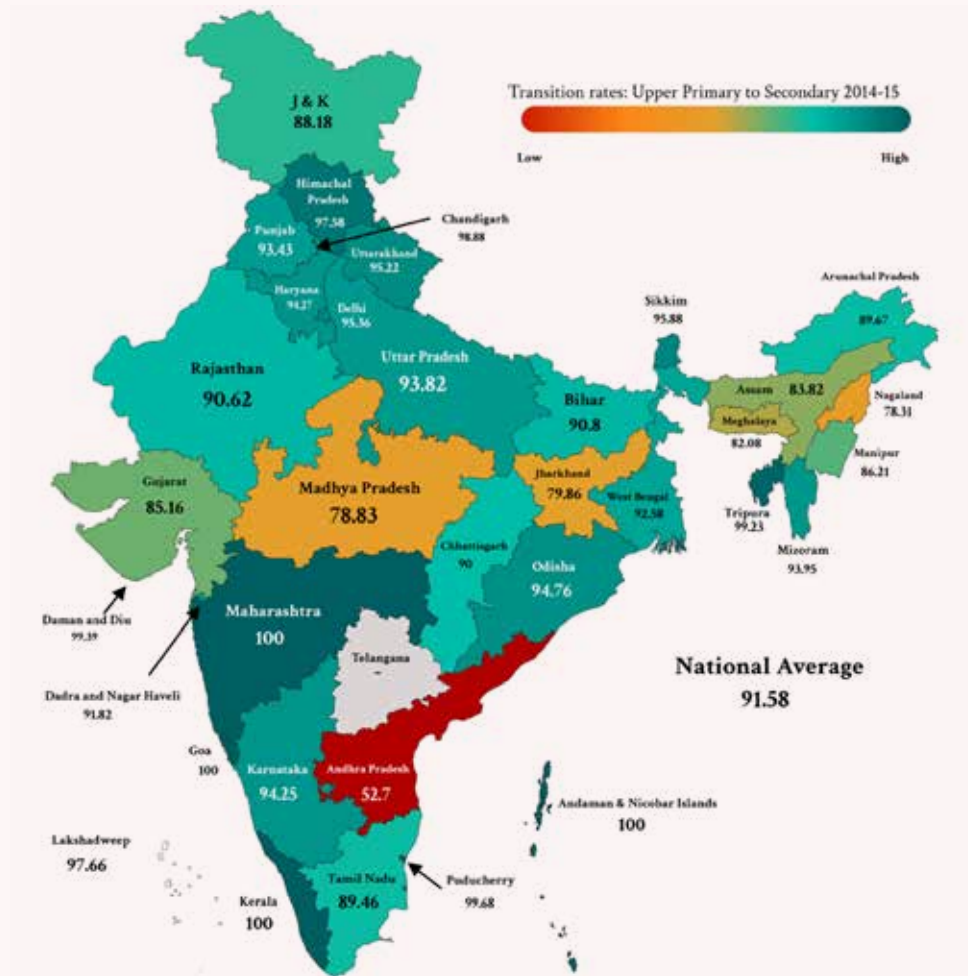 J & K
88.18
Transition rates: Upper Primary to Secondary 2014-15
Low
High
Himachal
Pradesh
97.58
Chandigarh
98.88
Punjab
93.43
Uttarakhand
95.22
Haryana
94.27
Delhi
95.36
Arunachal Pradesh
89.67
Sikkim
95.88
Rajasthan
90.62
Uttar Pradesh
93.82
Bihar
90.8
Assam
83.82
Nagaland
78.31
Meghalaya
82.08
Manipur
86.21
Gujarat
85.16
Madhya Pradesh
78.83
Jharkhand
79.86
West Bengal
92.58
Tripura
99.23
Mizoram
93.95
Chhattisgarh
90
Odisha
94.76
Daman and Diu
99.39
Maharashtra
100
Telangana
-
National Average
91.58
Dadra and Nagar Haveli
91.82
Goa
100
Karnataka
94.25
Andhra Pradesh
52.7
Andaman & Nicobar Islands
100
Lakshadweep
97.66
Kerala
100
Tamil Nadu
89.46
Puducherry
99.68